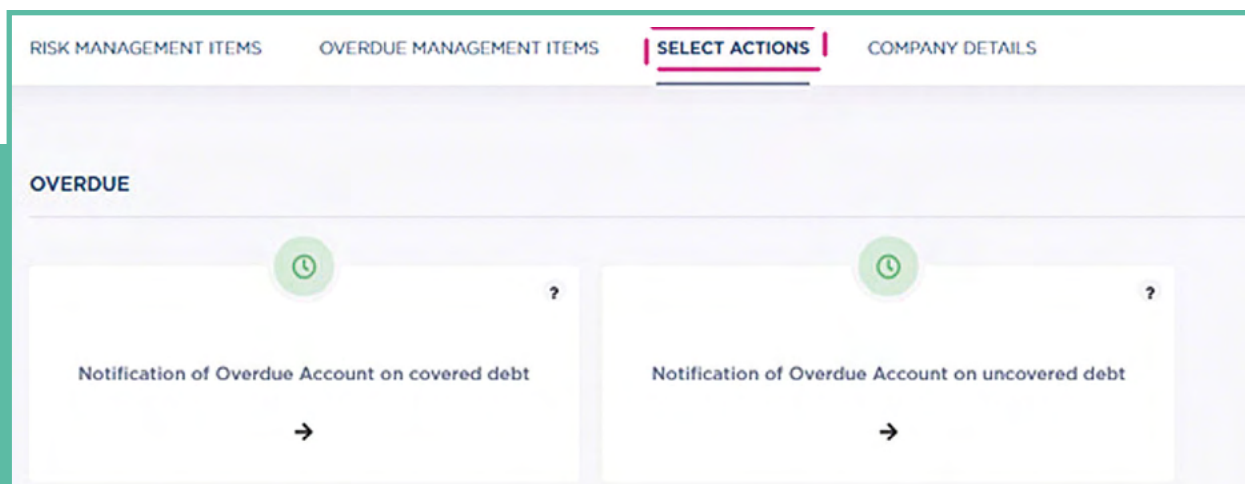 RISK MANAGEMENT ITEMS OVERDUE MANAGEMENT ITEMS SELECT ACTIONS COMPANY DETAILS
OVERDUE
? ?
Notification of Overdue Account on covered debt Notification of Overdue Account on uncovered debt